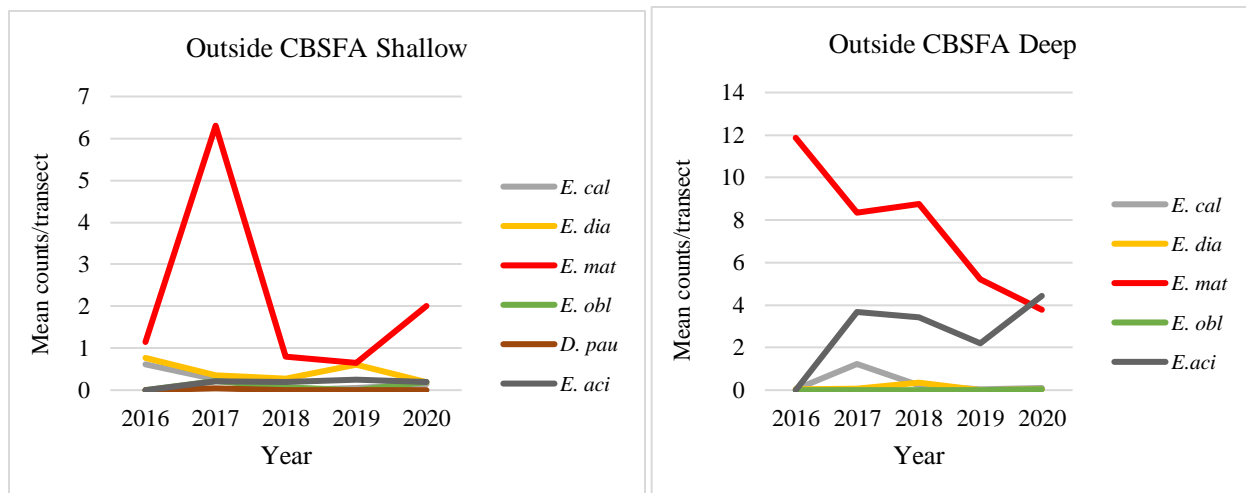 Outside CBSFA Shallow
Mean counts/transect
7
6
5
4
3
2
1
0
2016 2017 2018 2019 2020
Year
E. cal
E. dia
E. mat
E. obl
D. pau
E. aci
Outside CBSFA Deep
Mean counts/transect
14
12
10
8
6
4
2
0
2016 2017 2018 2019 2020
Year
E. cal
E. dia
E. mat
E. obl
E.aci